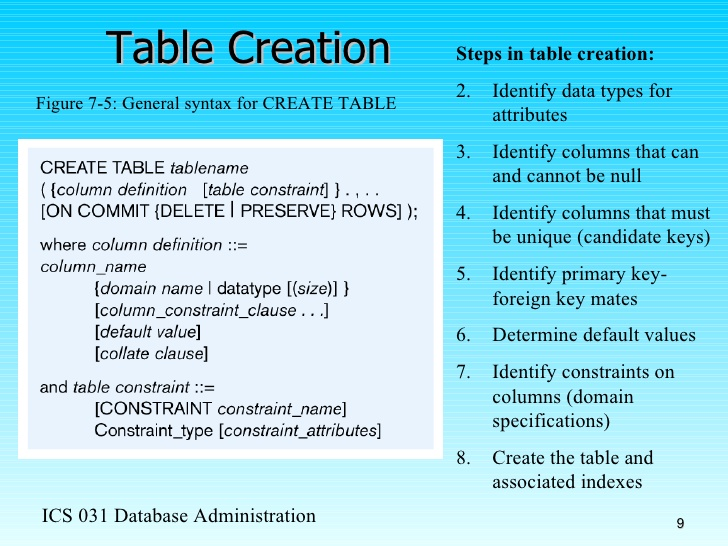 Table Creation
Figure 7-5: General syntax for CREATE TABLE
CREATE TABLE tablename
( {column definition [table constraint] } . , . .
[ON COMMIT {DELETE | PRESERVE} ROWS] );
where column definition ::=
column_name
{domain name | datatype [(size)] }
[column_constraint_clause . . .]
[default value]
[collate clause]
and table constraint ::=
[CONSTRAINT constraint_name]
Constraint_type [constraint_attributes]
Steps in table creation:
2. Identify data types for
attributes
3. Identify columns that can
and cannot be null
4. Identify columns that must
be unique (candidate keys)
5. Identify primary key-
foreign key mates
6. Determine default values
7. Identify constraints on
columns (domain
specifications)
8. Create the table and
associated indexes
ICS 031 Database Administration
9